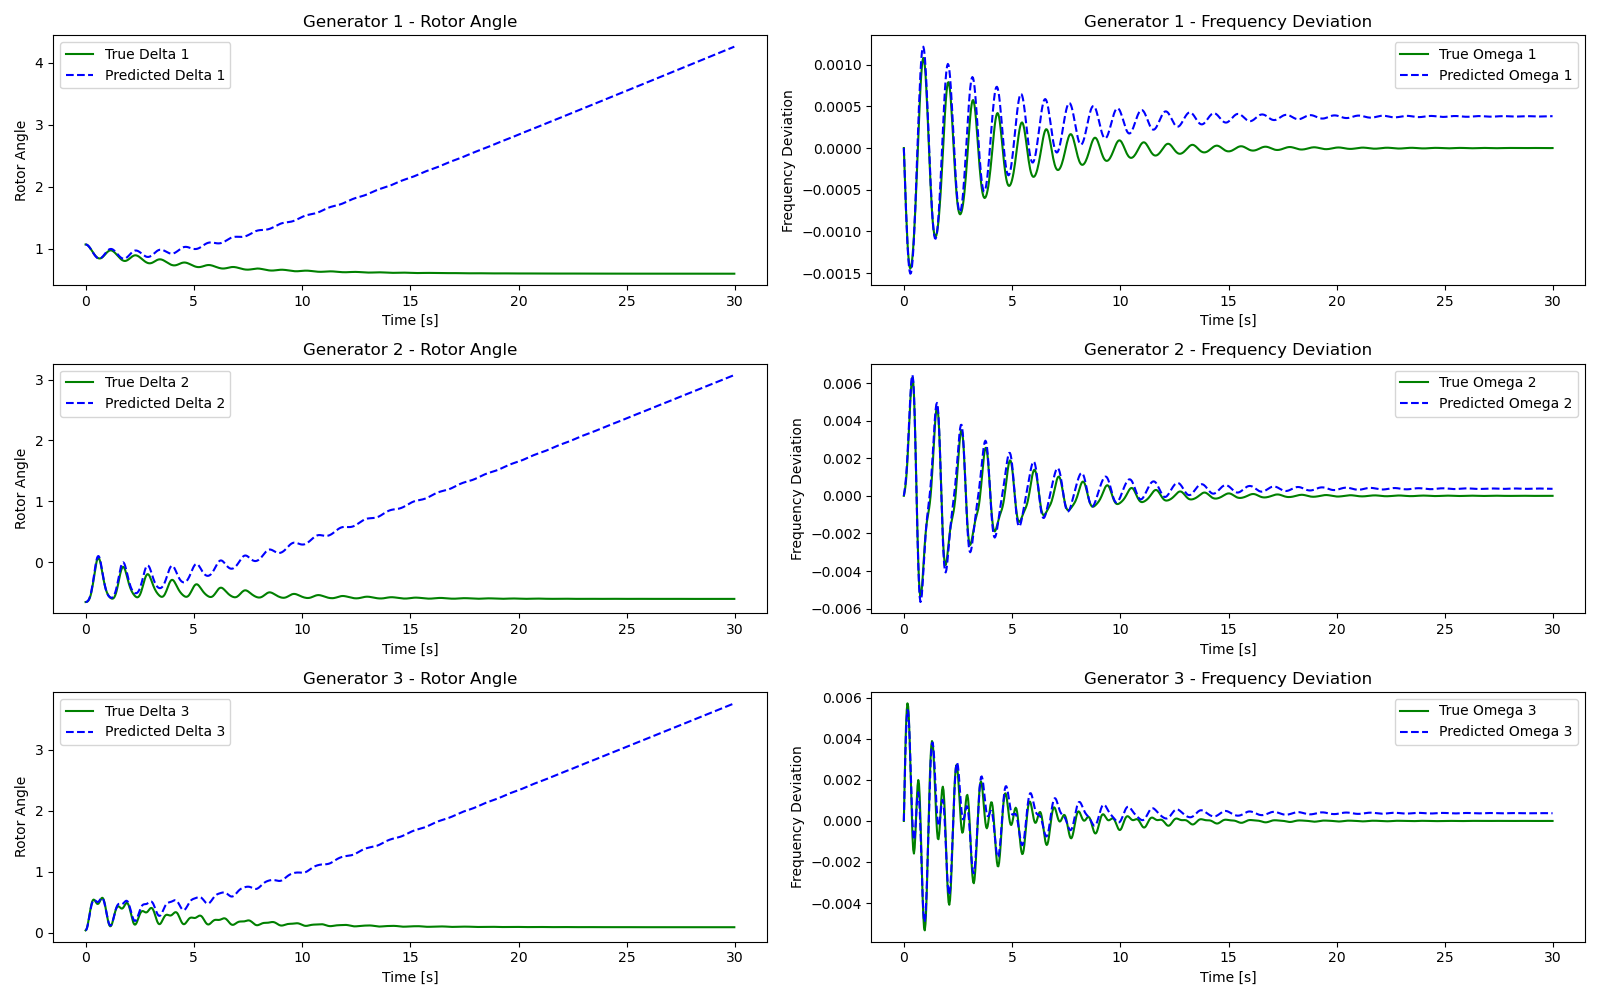 Generator 1 - Rotor Angle
True Delta 1
Predicted Delta 1
Rotor Angle
4
3
2
1
0 5 10 15 20 25 30
Time [s]
Generator 1 - Frequency Deviation
True Omega 1
Predicted Omega 1
Frequency Deviation
0.0010
0.0005
0.0000
−0.0005
−0.0010
−0.0015
0 5 10 15 20 25 30
Time [s]
Generator 2 - Rotor Angle
True Delta 2
Predicted Delta 2
Rotor Angle
3
2
1
0
0 5 10 15 20 25 30
Time [s]
Generator 2 - Frequency Deviation
True Omega 2
Predicted Omega 2
Frequency Deviation
0.006
0.004
0.002
0.000
−0.002
−0.004
−0.006
0 5 10 15 20 25 30
Time [s]
Generator 3 - Rotor Angle
True Delta 3
Predicted Delta 3
Rotor Angle
3
2
1
0
0 5 10 15 20 25 30
Time [s]
Generator 3 - Frequency Deviation
True Omega 3
Predicted Omega 3
Frequency Deviation
0.006
0.004
0.002
0.000
−0.002
−0.004
0 5 10 15 20 25 30
Time [s]